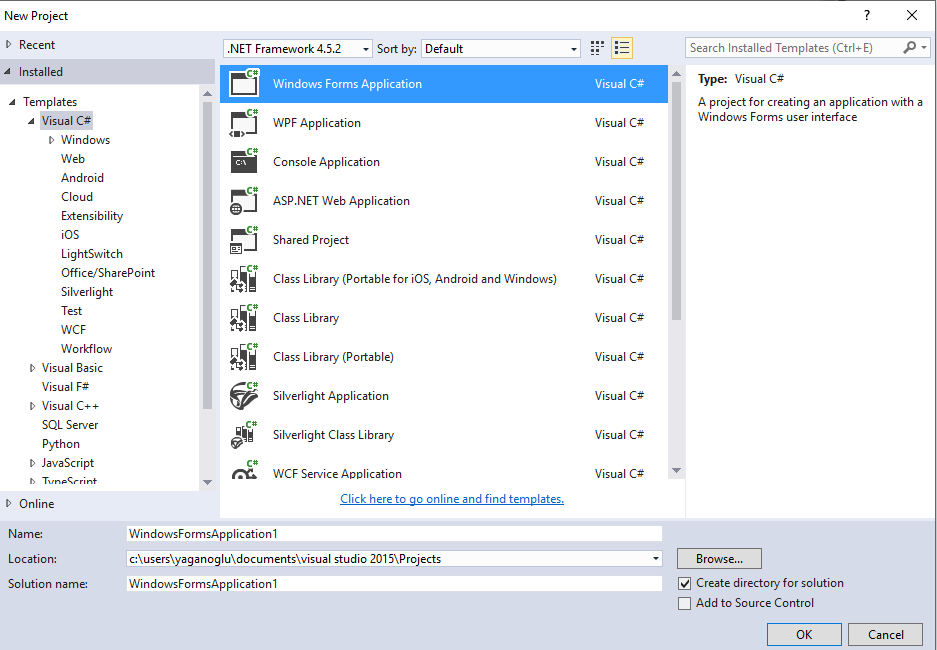 New Project
?
Recent
Installed
Templates
Visual C#
Windows
Web
Android
Cloud
Extensibility
iOS
LightSwitch
Office/SharePoint
Silverlight
Test
WCF
Workflow
Visual Basic
Visual F#
Visual C++
SQL Server
Python
JavaScript
TypeScript
Online
.NET Framework 4.5.2 Sort by: Default
C# Windows Forms Application Visual C#
C# WPF Application Visual C#
C# C:\ Console Application Visual C#
C# ASP.NET Web Application Visual C#
C# Shared Project Visual C#
C# Class Library (Portable for iOS, Android and Windows) Visual C#
C# Class Library Visual C#
C# Class Library (Portable) Visual C#
C# Silverlight Application Visual C#
C# Silverlight Class Library Visual C#
C# WCF Service Application Visual C#
Click here to go online and find templates.
Search Installed Templates (Ctrl+E)
Type: Visual C#
A project for creating an application with a
Windows Forms user interface
Name: WindowsFormsApplication1
Location: c:\users\yaganoglu\documents\visual studio 2015\Projects Browse...
Solution name: WindowsFormsApplication1
Create directory for solution
Add to Source Control
OK Cancel